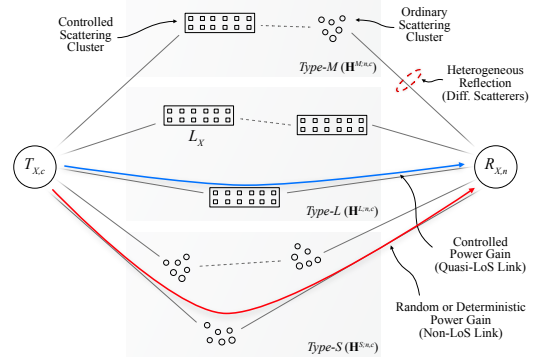 Controlled
Scattering
Cluster
Ordinary
Scattering
Cluster
Type-M (H^{M;n,c})
Heterogeneous
Reflection
(Diff. Scatterers)
L_X
T_{X,c}
R_{X,n}
Type-L (H^{L;n,c})
Controlled
Power Gain
(Quasi-LoS Link)
Random or Deterministic
Power Gain
(Non-LoS Link)
Type-S (H^{S;n,c})